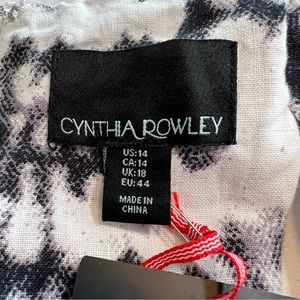 CYNTHIA ROWLEY
US:14
CA:14
UK:18
EU:44
MADE IN
CHINA